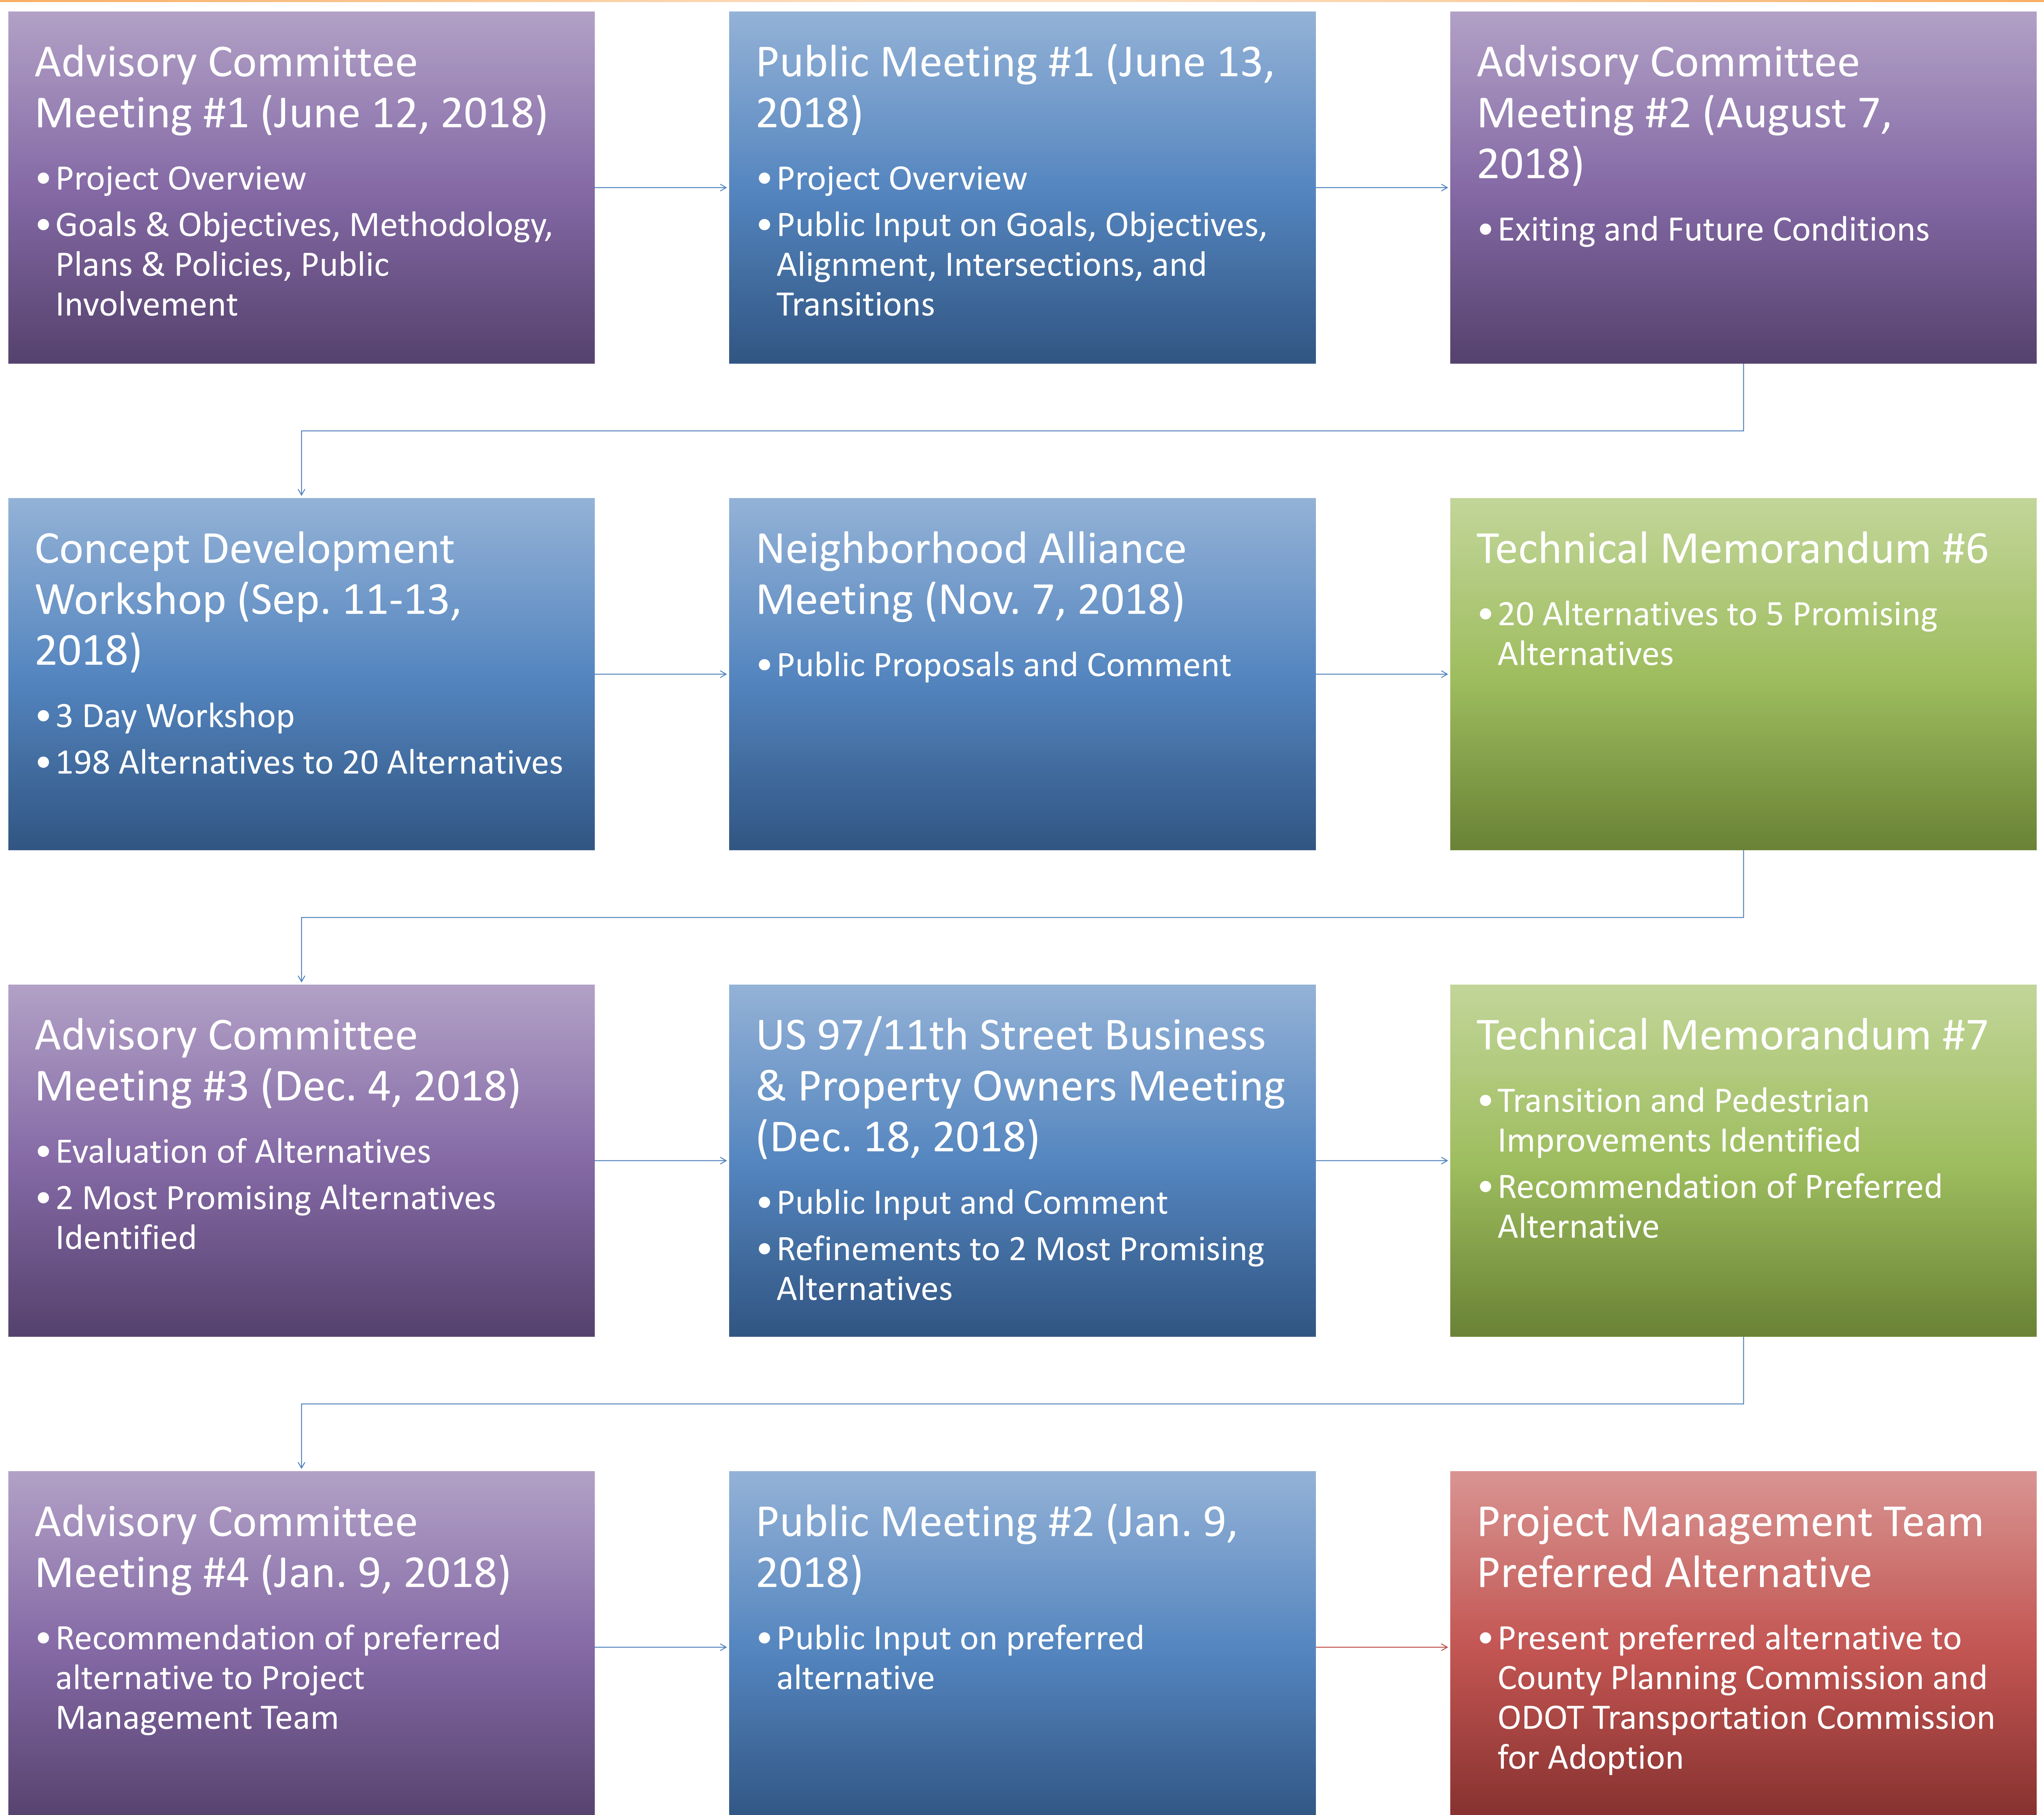 Advisory Committee
Meeting #1 (June 12, 2018)
•Project Overview
•Goals & Objectives, Methodology,
Plans & Policies, Public
Involvement
Public Meeting #1 (June 13,
2018)
•Project Overview
•Public Input on Goals, Objectives,
Alignment, Intersections, and
Transitions
Advisory Committee
Meeting #2 (August 7,
2018)
•Exiting and Future Conditions
Concept Development
Workshop (Sep. 11-13,
2018)
•3 Day Workshop
•198 Alternatives to 20 Alternatives
Neighborhood Alliance
Meeting (Nov. 7, 2018)
•Public Proposals and Comment
Technical Memorandum #6
•20 Alternatives to 5 Promising
Alternatives
Advisory Committee
Meeting #3 (Dec. 4, 2018)
•Evaluation of Alternatives
•2 Most Promising Alternatives
Identified
US 97/11th Street Business
& Property Owners Meeting
(Dec. 18, 2018)
•Public Input and Comment
•Refinements to 2 Most Promising
Alternatives
Technical Memorandum #7
•Transition and Pedestrian
Improvements Identified
•Recommendation of Preferred
Alternative
Advisory Committee
Meeting #4 (Jan. 9, 2018)
•Recommendation of preferred
alternative to Project
Management Team
Public Meeting #2 (Jan. 9,
2018)
•Public Input on preferred
alternative
Project Management Team
Preferred Alternative
•Present preferred alternative to
County Planning Commission and
ODOT Transportation Commission
for Adoption